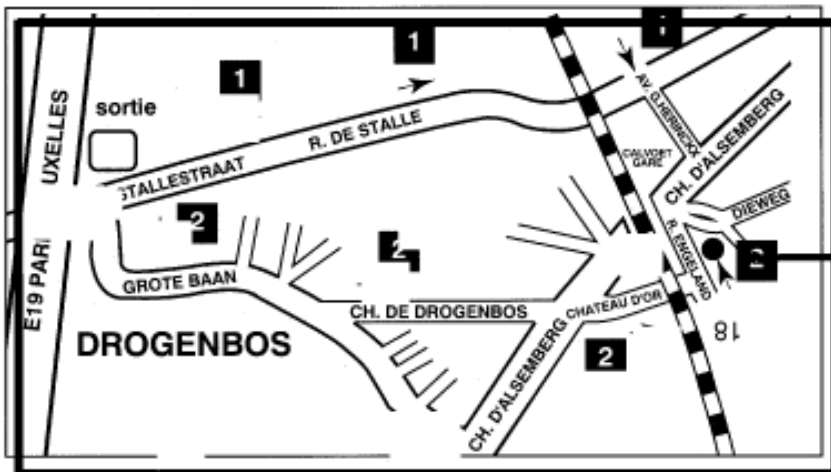 1
1
sortie
UXELLES
E19 PARI
STALLESTRAAT
R. DE STALLE
AV. G.HERINCKX
CALVOET
GARE
CH. D'ALSEMBERG
DIEWEG
R. ENGELAND
2
2
GROTE BAAN
CH. DE DROGENBOS
CHATEAU D'OR
DROGENBOS
CH. D'ALSEMBERG
2
18